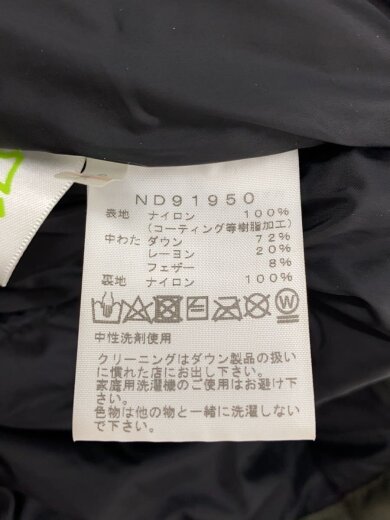 ND91950
表地 ナイロン 100%
(コーティング等樹脂加工)
中わた ダウン 72%
レーヨン 20%
フェザー 8%
裏地 ナイロン 100%
W
中性洗剤使用
クリーニングはダウン製品の扱い
に慣れた店にお出し下さい。
家庭用洗濯機のご使用はお避け下
さい。
色物は他の物と一緒に洗濯しない
で下さい。